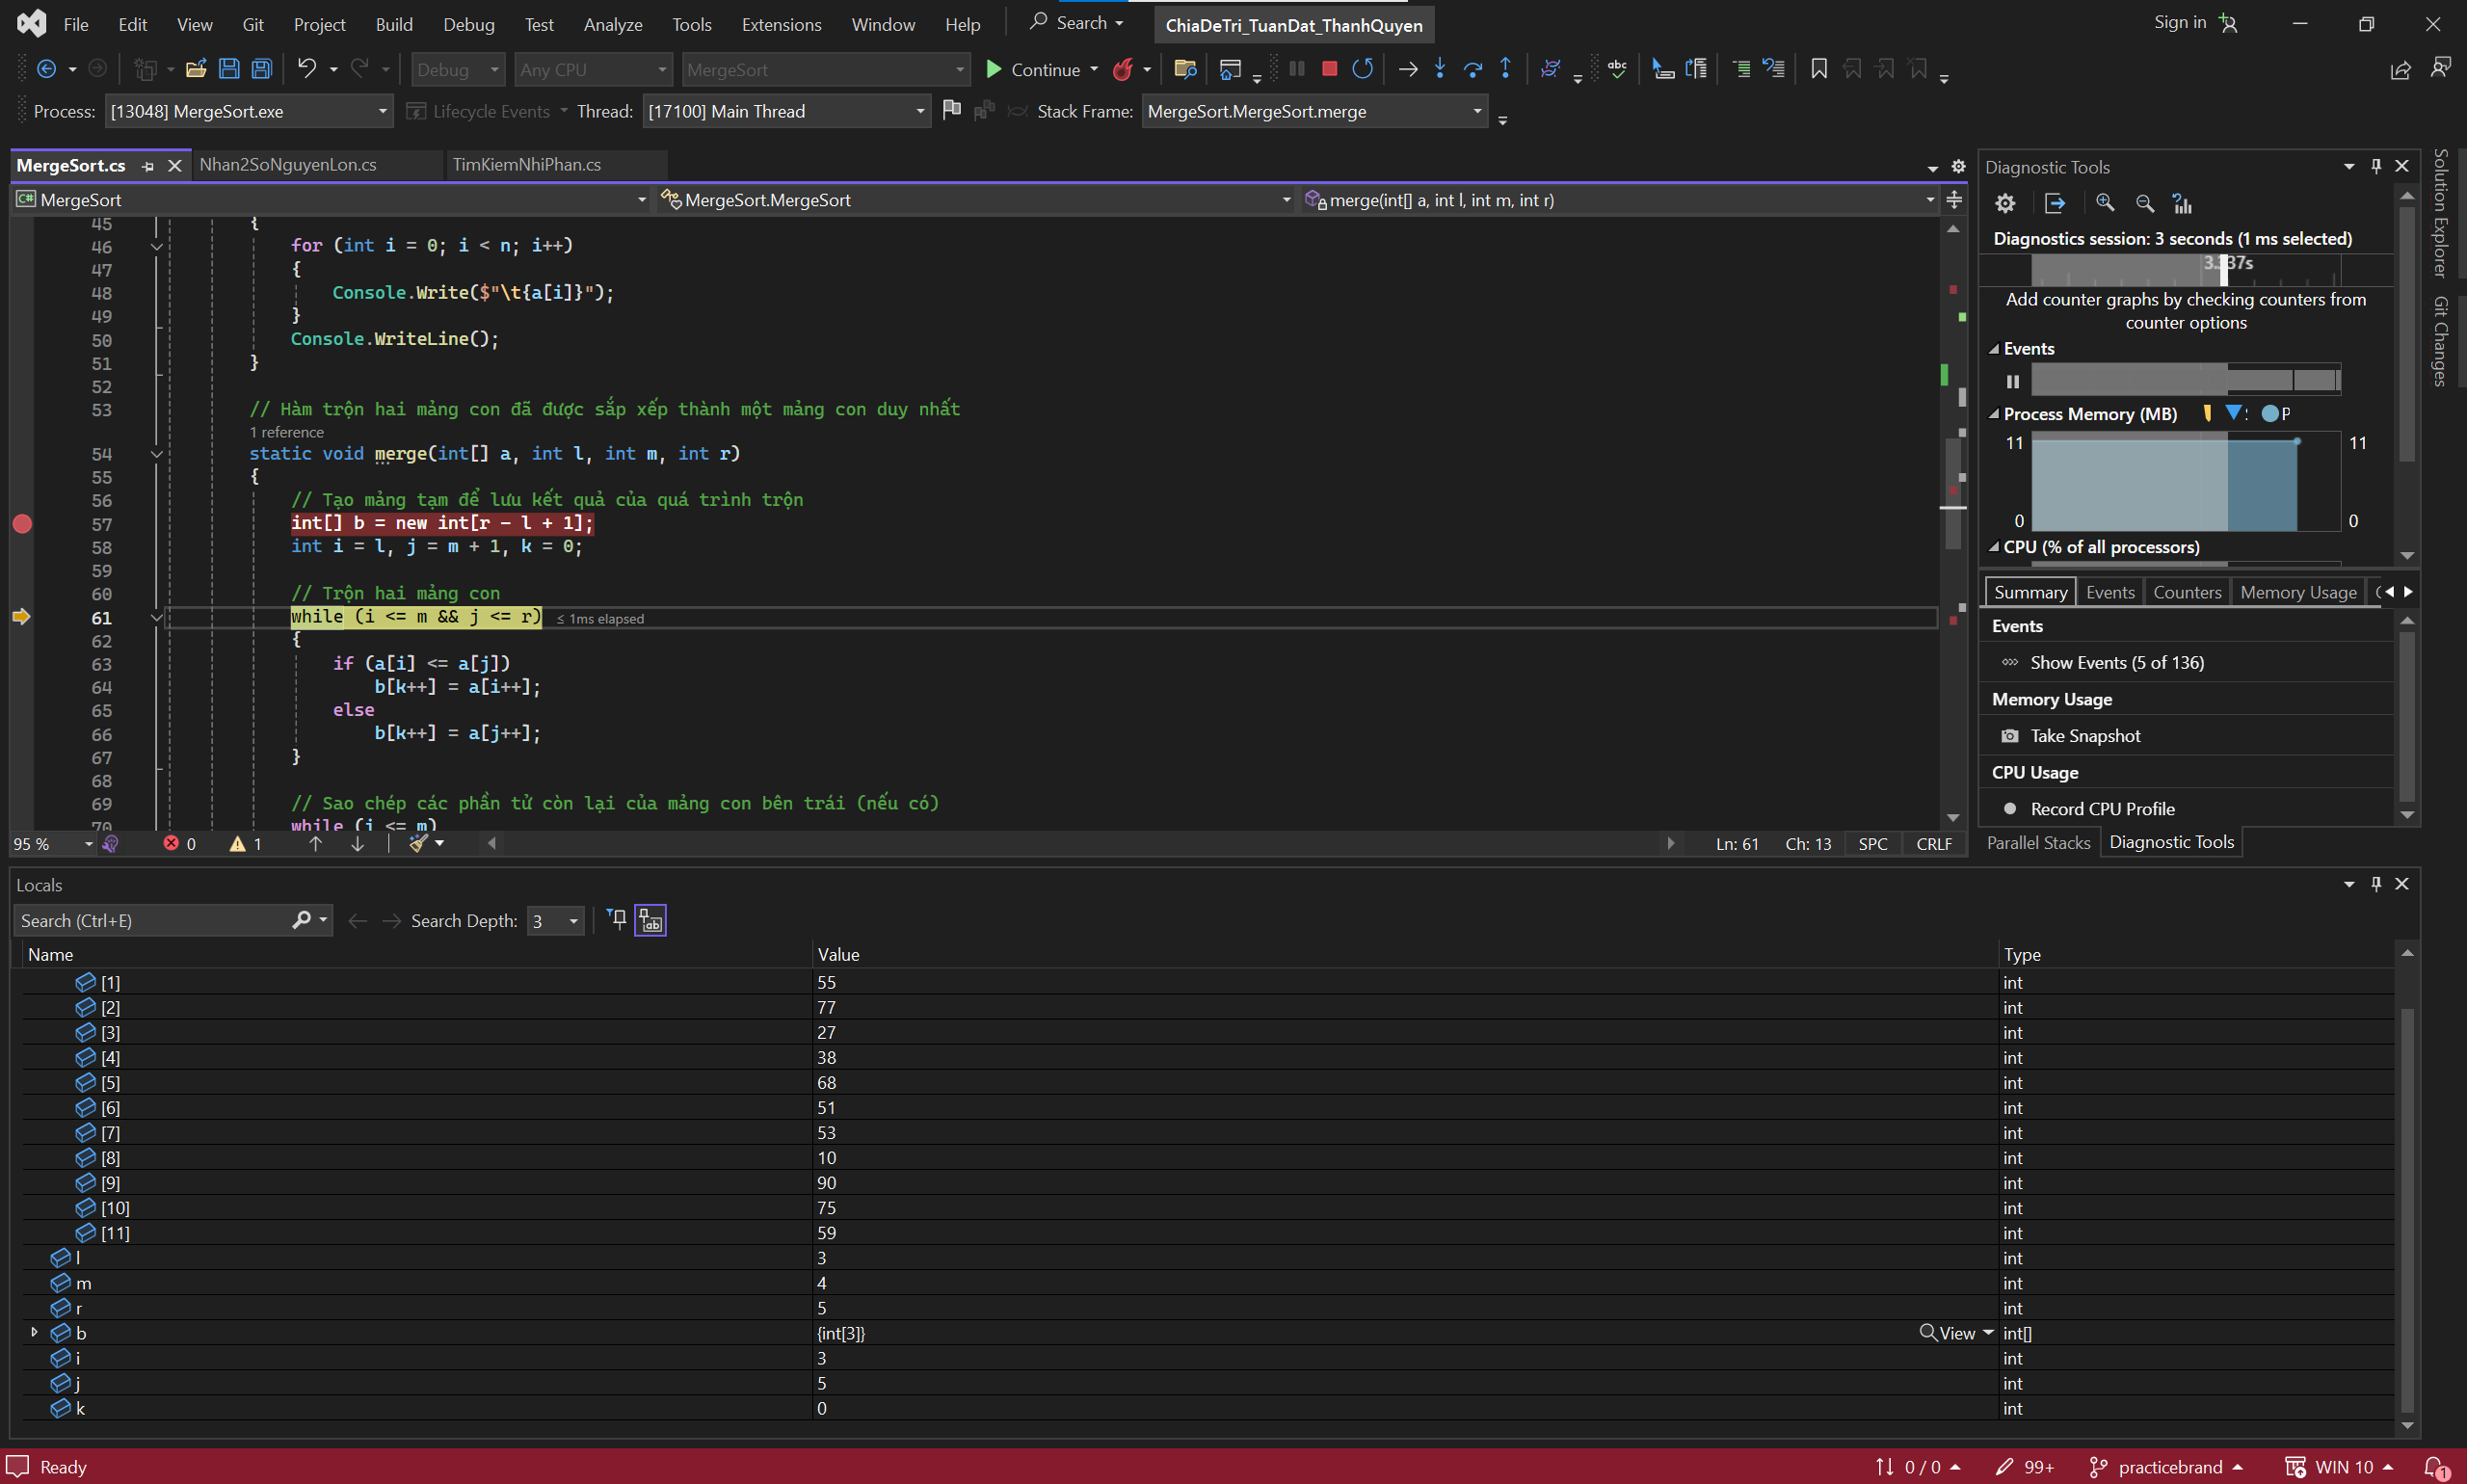 File Edit View Git Project Build Debug Test Analyze Tools Extensions Window Help Search ChiaDeTri_TuanDat_ThanhQuyen Sign in
Debug Any CPU MergeSort Continue
Process: [13048] MergeSort.exe Lifecycle Events Thread: [17100] Main Thread Stack Frame: MergeSort.MergeSort.merge
MergeSort.cs Nhan2SoNguyenLon.cs TimKiemNhiPhan.cs
MergeSort MergeSort.MergeSort merge(int[] a, int l, int m, int r)
45 {
46 for (int i = 0; i < n; i++)
47 {
48 Console.Write($"\t{a[i]}");
49 }
50 Console.WriteLine();
51 }
52
53 // Hàm trộn hai mảng con đã được sắp xếp thành một mảng con duy nhất
1 reference
54 static void merge(int[] a, int l, int m, int r)
55 {
56 // Tạo mảng tạm để lưu kết quả của quá trình trộn
57 int[] b = new int[r - l + 1];
58 int i = l, j = m + 1, k = 0;
59
60 // Trộn hai mảng con
61 while (i <= m && j <= r) ≤ 1ms elapsed
62 {
63 if (a[i] <= a[j])
64 b[k++] = a[i++];
65 else
66 b[k++] = a[j++];
67 }
68
69 // Sao chép các phần tử còn lại của mảng con bên trái (nếu có)
70 while (i <= m)
95 % 0 1 Ln: 61 Ch: 13 SPC CRLF
Diagnostic Tools
Diagnostics session: 3 seconds (1 ms selected)
Add counter graphs by checking counters from
counter options
Events
Process Memory (MB) P
11 11
0 0
CPU (% of all processors)
Summary Events Counters Memory Usage
Events
Show Events (5 of 136)
Memory Usage
Take Snapshot
CPU Usage
Record CPU Profile
Parallel Stacks Diagnostic Tools
Solution Explorer
Git Changes
Locals
Search (Ctrl+E) Search Depth: 3
Name Value Type
[1] 55 int
[2] 77 int
[3] 27 int
[4] 38 int
[5] 68 int
[6] 51 int
[7] 53 int
[8] 10 int
[9] 90 int
[10] 75 int
[11] 59 int
l 3 int
m 4 int
r 5 int
b {int[3]} View int[]
i 3 int
j 5 int
k 0 int
Ready 0 / 0 99+ practicebrand WIN 10 1